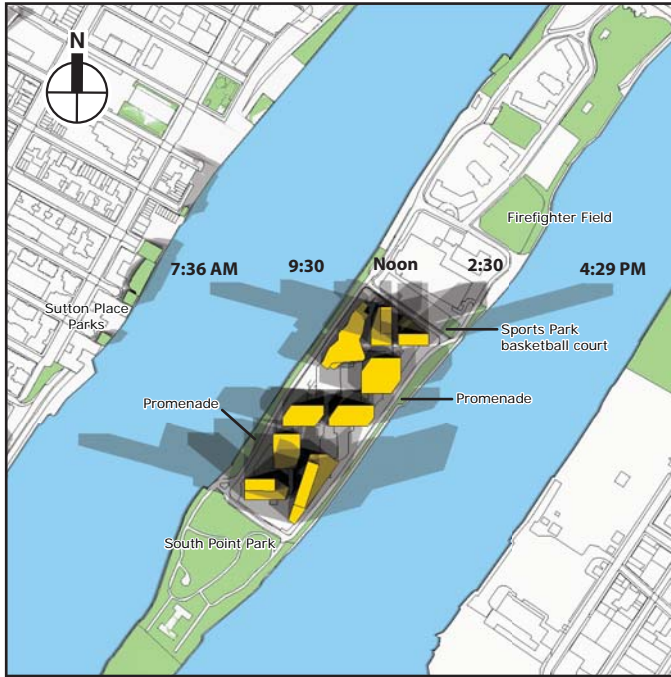 N
Firefighter Field
7:36 AM
9:30
Noon
2:30
4:29 PM
Sutton Place
Parks
Sports Park
basketball court
Promenade
Promenade
South Point Park